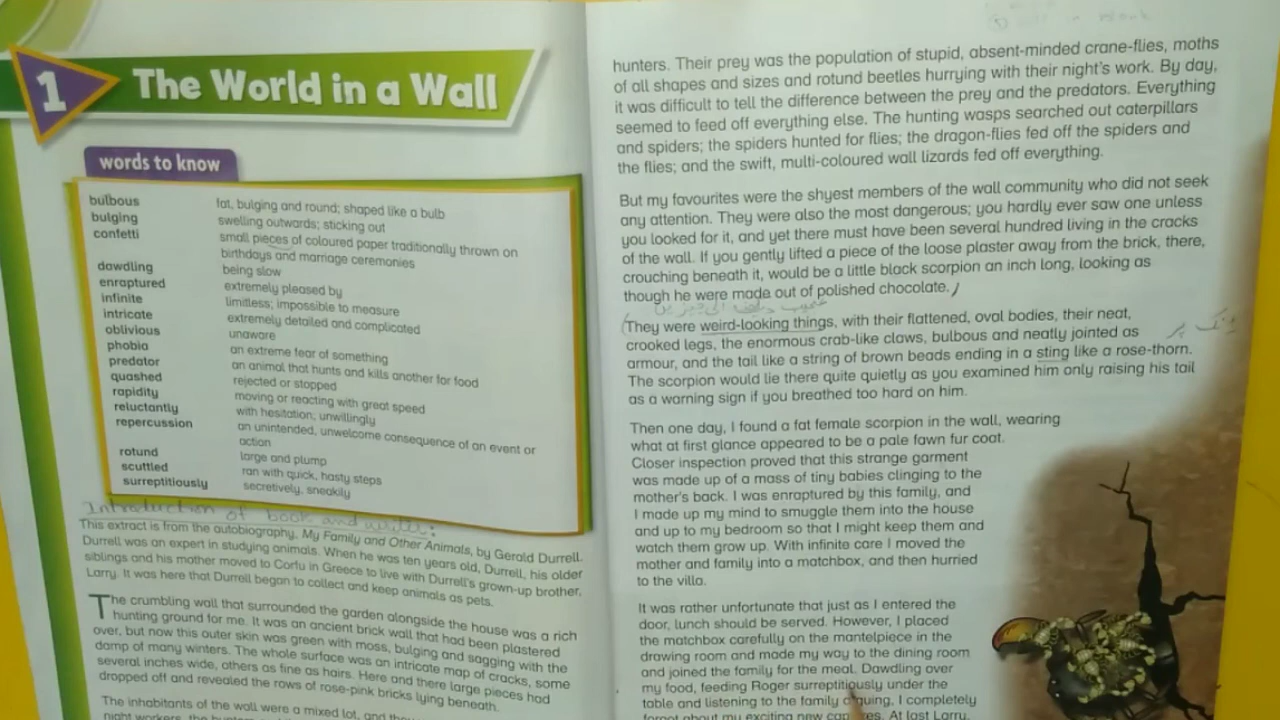 1 The World in a Wall
words to know
bulbous fat, bulging and round; shaped like a bulb
bulging swelling outwards; sticking out
confetti small pieces of coloured paper traditionally thrown on
birthdays and marriage ceremonies
dawdling being slow
enraptured extremely pleased by
infinite limitless; impossible to measure
intricate extremely detailed and complicated
oblivious unaware
phobia an extreme fear of something
predator an animal that hunts and kills another for food
quashed rejected or stopped
rapidity moving or reacting with great speed
reluctantly with hesitation; unwillingly
repercussion an unintended, unwelcome consequence of an event or
action
rotund large and plump
scuttled ran with quick, hasty steps
surreptitiously secretively, sneakily
Introduction of book and
This extract is from the autobiography, My Family and Other Animals, by Gerald Durrell.
Durrell was an expert in studying animals. When he was ten years old, Durrell, his older
siblings and his mother moved to Corfu in Greece to live with Durrell's grown-up brother,
Larry. It was here that Durrell began to collect and keep animals as pets.
The crumbling wall that surrounded the garden alongside the house was a rich
hunting ground for me. It was an ancient brick wall that had been plastered
over, but now this outer skin was green with moss, bulging and sagging with the
damp of many winters. The whole surface was an intricate map of cracks, some
several inches wide, others as fine as hairs. Here and there large pieces had
dropped off and revealed the rows of rose-pink bricks lying beneath.
The inhabitants of the wall were a mixed lot, and
night workers, the
hunters. Their prey was the population of stupid, absent-minded crane-flies, moths
of all shapes and sizes and rotund beetles hurrying with their night's work. By day,
it was difficult to tell the difference between the prey and the predators. Everything
seemed to feed off everything else. The hunting wasps searched out caterpillars
and spiders; the spiders hunted for flies; the dragon-flies fed off the spiders and
the flies; and the swift, multi-coloured wall lizards fed off everything.
But my favourites were the shyest members of the wall community who did not seek
any attention. They were also the most dangerous; you hardly ever saw one unless
you looked for it, and yet there must have been several hundred living in the cracks
of the wall. If you gently lifted a piece of the loose plaster away from the brick, there,
crouching beneath it, would be a little black scorpion an inch long, looking as
though he were made out of polished chocolate.
They were weird-looking things, with their flattened, oval bodies, their neat,
crooked legs, the enormous crab-like claws, bulbous and neatly jointed as
armour, and the tail like a string of brown beads ending in a sting like a rose-thorn.
The scorpion would lie there quite quietly as you examined him only raising his tail
as a warning sign if you breathed too hard on him.
Then one day, I found a fat female scorpion in the wall, wearing
what at first glance appeared to be a pale fawn fur coat.
Closer inspection proved that this strange garment
was made up of a mass of tiny babies clinging to the
mother's back. I was enraptured by this family, and
I made up my mind to smuggle them into the house
and up to my bedroom so that I might keep them and
watch them grow up. With infinite care I moved the
mother and family into a matchbox, and then hurried
to the villa.
It was rather unfortunate that just as I entered the
door, lunch should be served. However, I placed
the matchbox carefully on the mantelpiece in the
drawing room and made my way to the dining room
and joined the family for the meal. Dawdling over
my food, feeding Roger surreptitiously under the
table and listening to the family arguing, I completely
forgot about my exciting new captures. At last Larry,